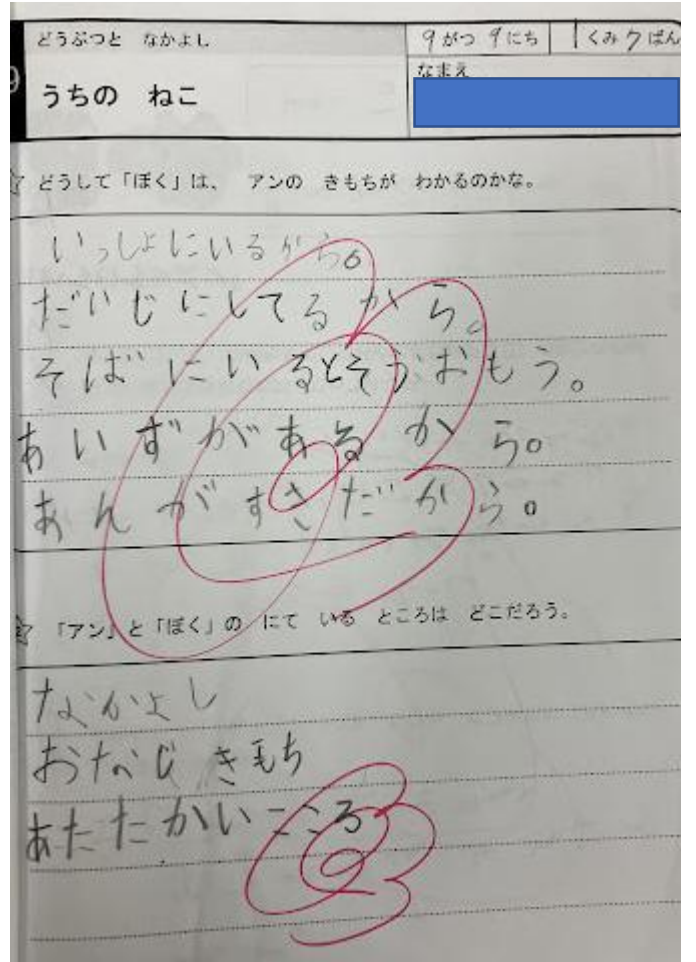 どうぶつと なかよし
9がつ 9にち 1くみ7ばん
9
うちの ねこ
なまえ
☆ どうして「ぼく」は、 アンの きもちが わかるのかな。
いっしょにいるから。
だいじにしてるから。
そばにいるとそうおもう。
あいずがあるから。
あんがすきだから。
☆ 「アン」と「ぼく」の にて いる ところは どこだろう。
なかよし
おなじ きもち
あたたかいこころ